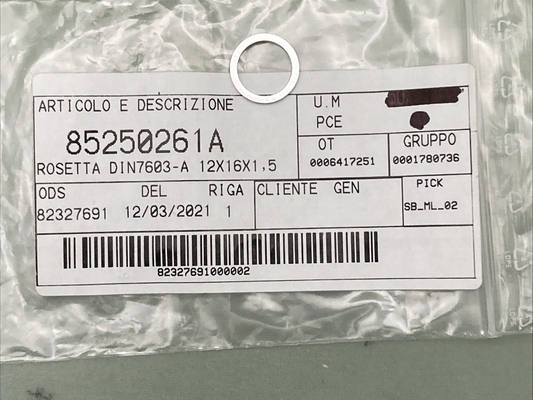 ARTICOLO E DESCRIZIONE
85250261A
ROSETTA DIN7603-A 12X16X1,5
U.M
PCE
OT
0006417251
GRUPPO
0001780736
ODS DEL RIGA
82327691 12/03/2021 1
CLIENTE GEN
PICK
SB_ML_02
82327691000002